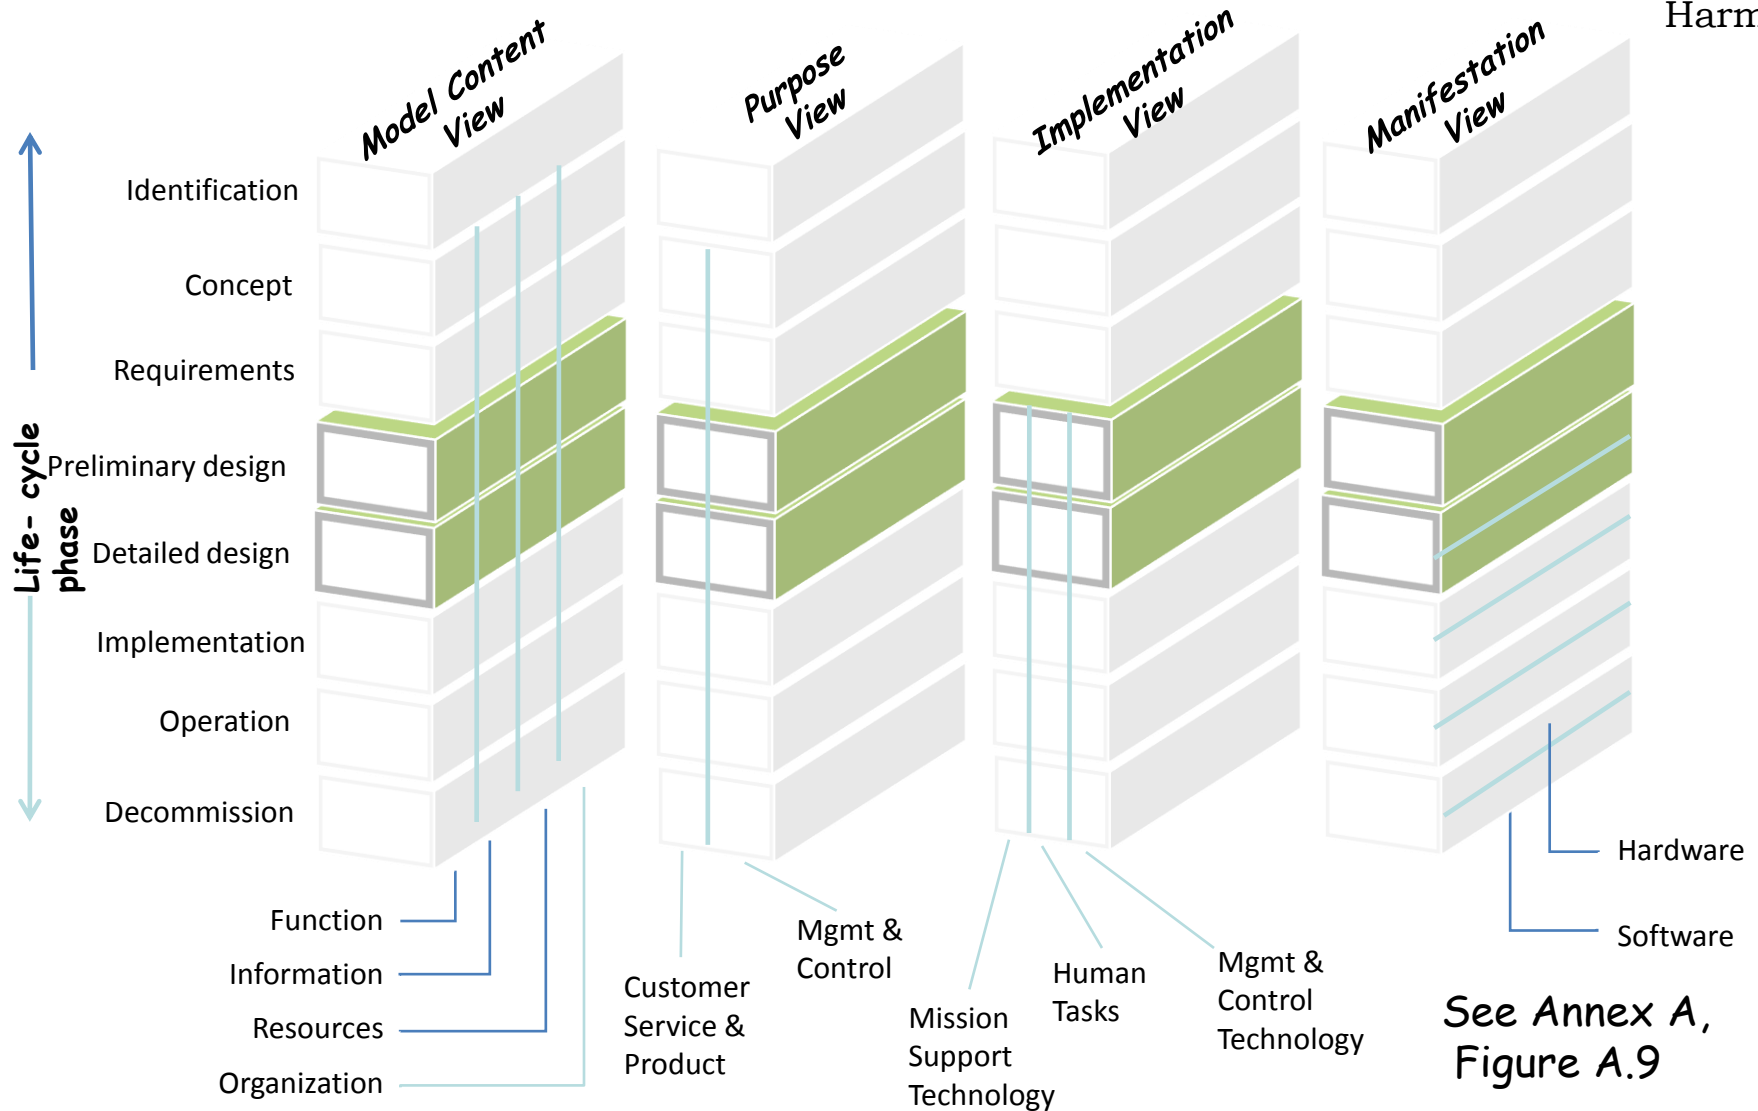 Harm
Model Content
View
Purpose
View
Implementation
View
Manifestation
View
Life- cycle
phase
Identification
Concept
Requirements
Preliminary design
Detailed design
Implementation
Operation
Decommission
Function
Information
Resources
Organization
Customer
Service &
Product
Mgmt &
Control
Mission
Support
Technology
Human
Tasks
Mgmt &
Control
Technology
Hardware
Software
See Annex A,
Figure A.9